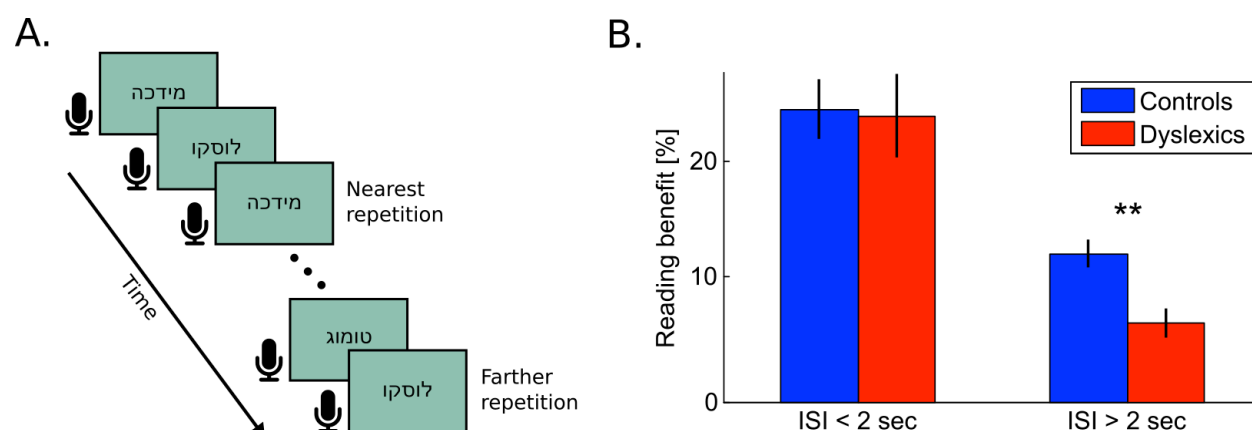 A.
מידכה
לוסקו
מידכה
Nearest
repetition
Time
טומוג
לוסקו
Farther
repetition
B.
Reading benefit [%]
20
10
0
Controls
Dyslexics
**
ISI < 2 sec
ISI > 2 sec